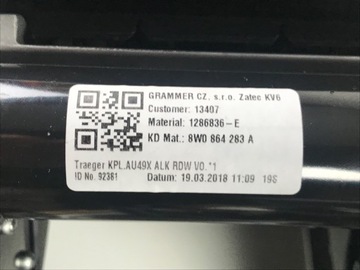 GRAMMER CZ, s.r.o. Zatec KV6
Customer: 13407
Material: 1286836-E
KD Mat.: 8W0 864 283 A
Traeger KPL.AU49X ALK RDW V0.*1
ID No. 92361 Datum: 19.03.2018 11:09 19S